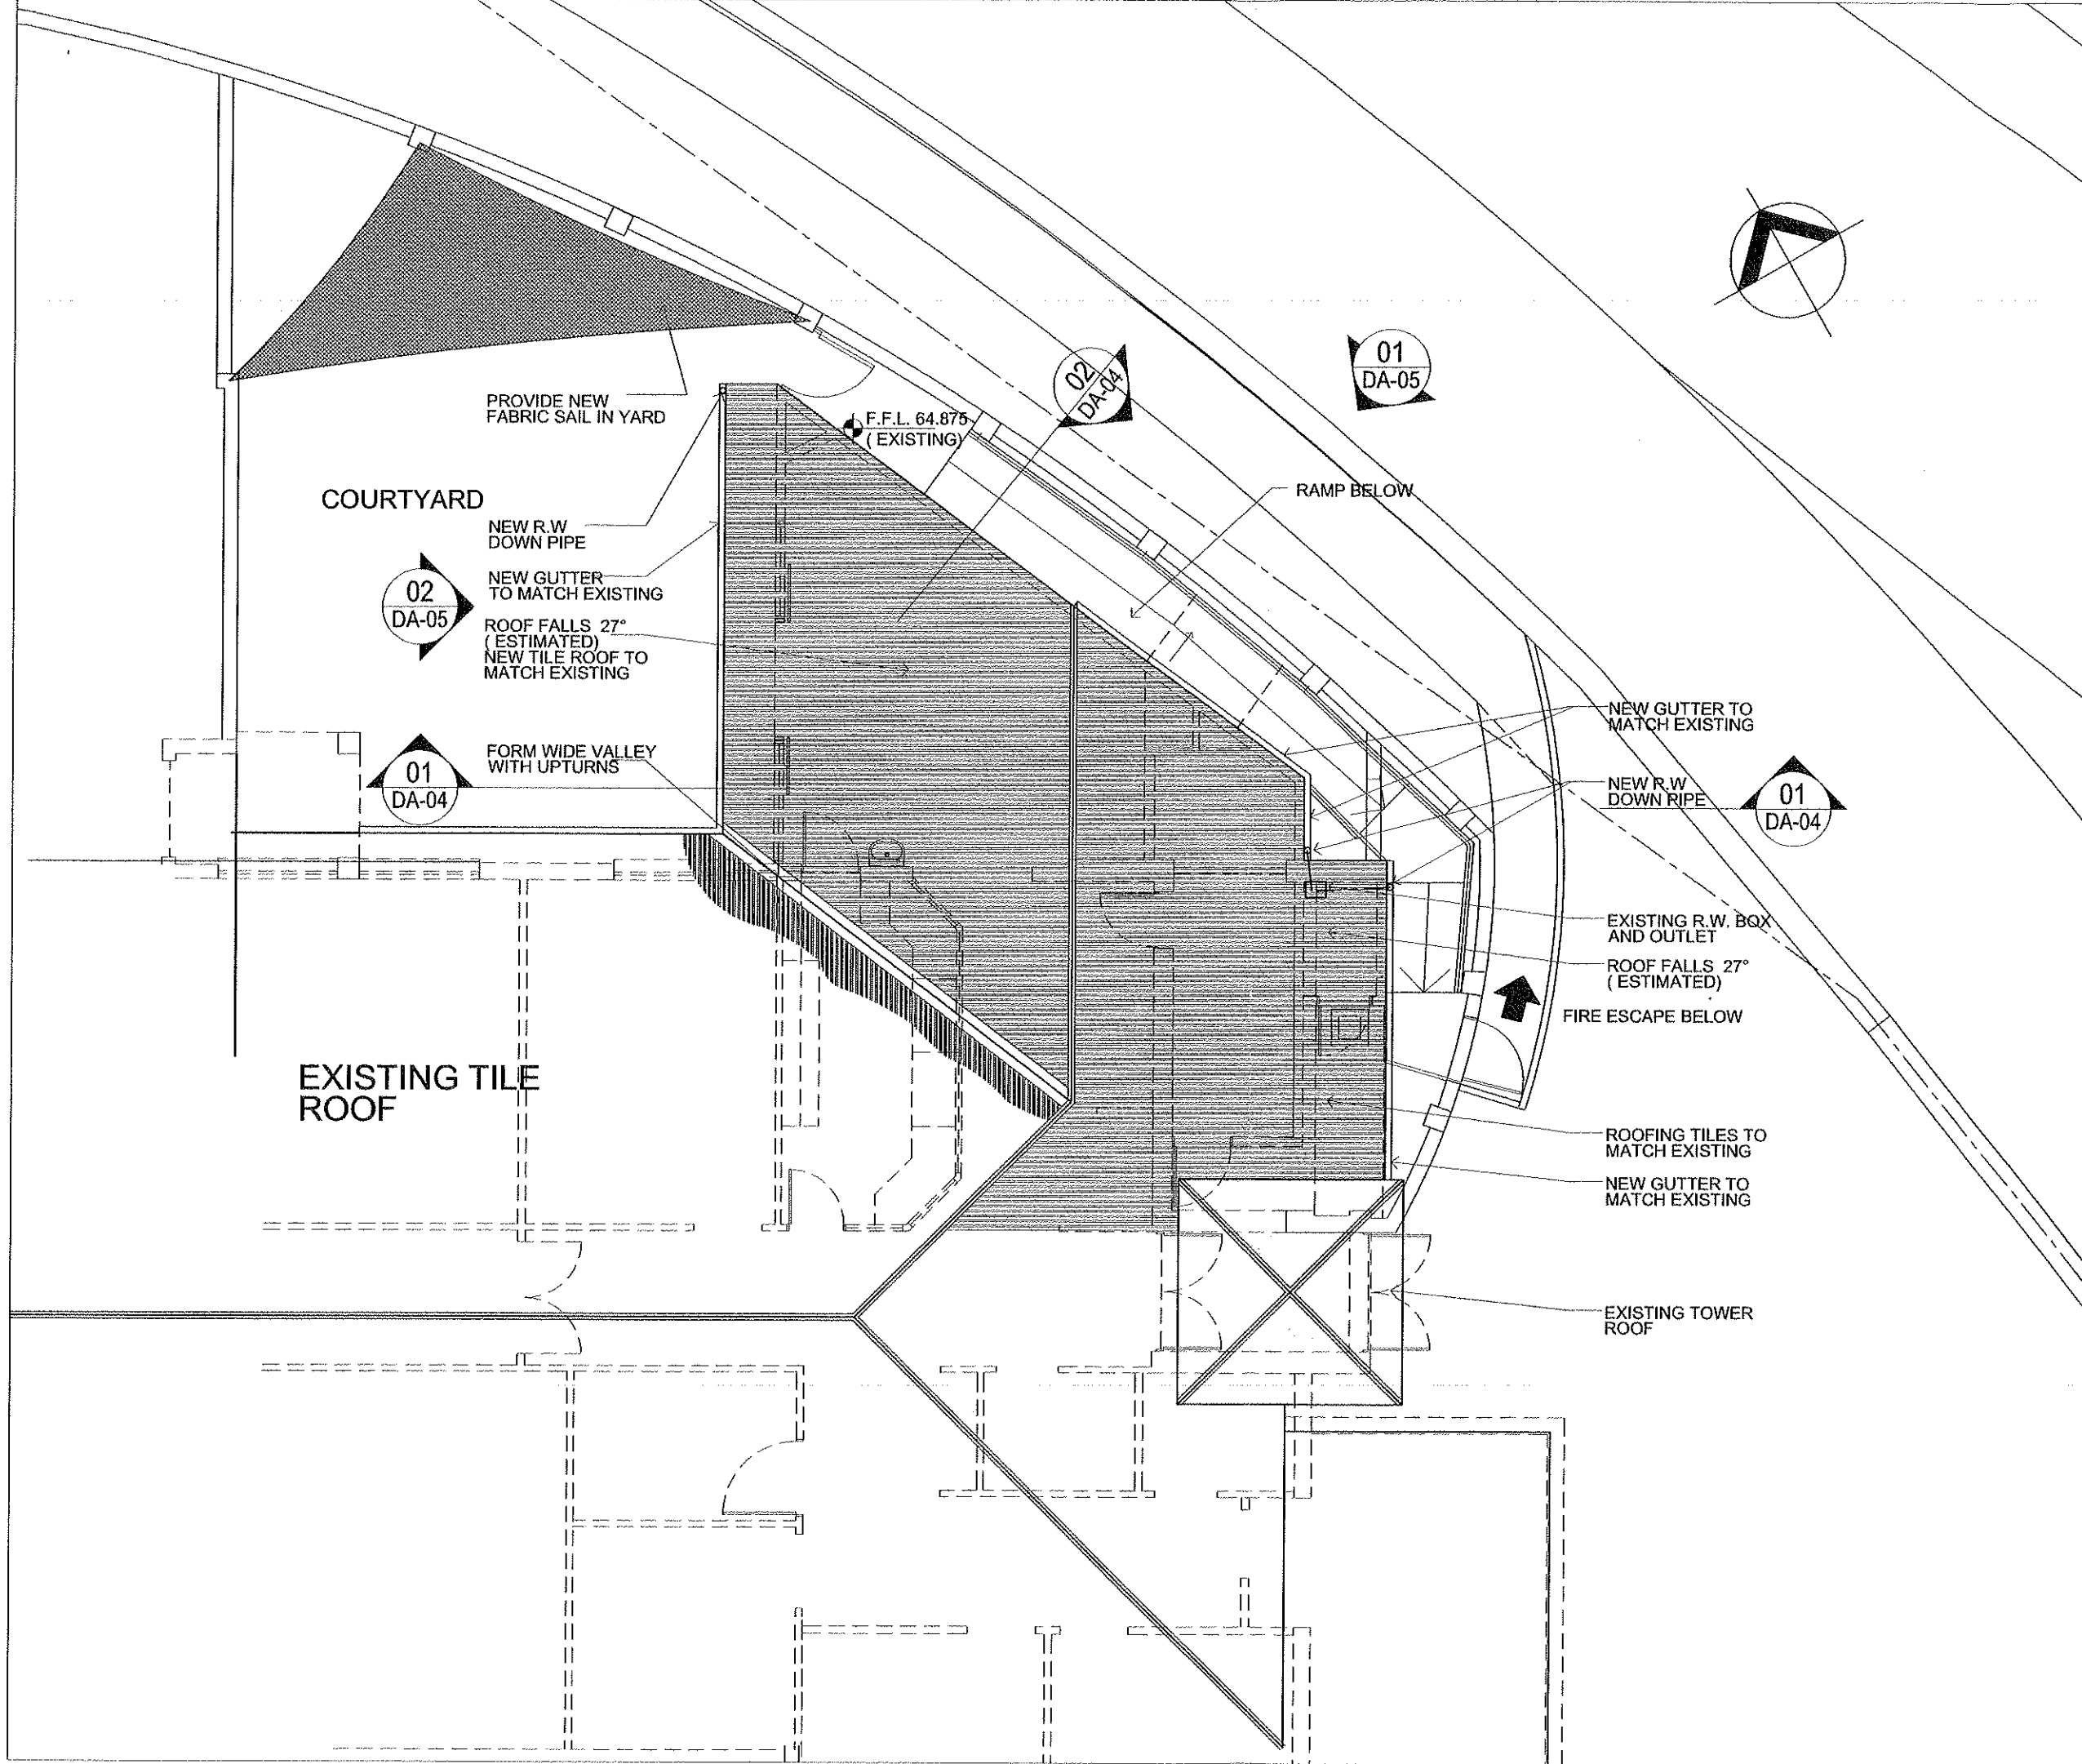 01
DA-05
02
DA-04
PROVIDE NEW
FABRIC SAIL IN YARD
F.F.L. 64.875
( EXISTING)
RAMP BELOW
COURTYARD
NEW R.W
DOWN PIPE
NEW GUTTER
TO MATCH EXISTING
02
DA-05
ROOF FALLS 27°
( ESTIMATED)
NEW TILE ROOF TO
MATCH EXISTING
FORM WIDE VALLEY
WITH UPTURNS
01
DA-04
NEW GUTTER TO
MATCH EXISTING
NEW R.W
DOWN PIPE
01
DA-04
EXISTING R.W. BOX
AND OUTLET
ROOF FALLS 27°
( ESTIMATED)
FIRE ESCAPE BELOW
EXISTING TILE
ROOF
ROOFING TILES TO
MATCH EXISTING
NEW GUTTER TO
MATCH EXISTING
EXISTING TOWER
ROOF